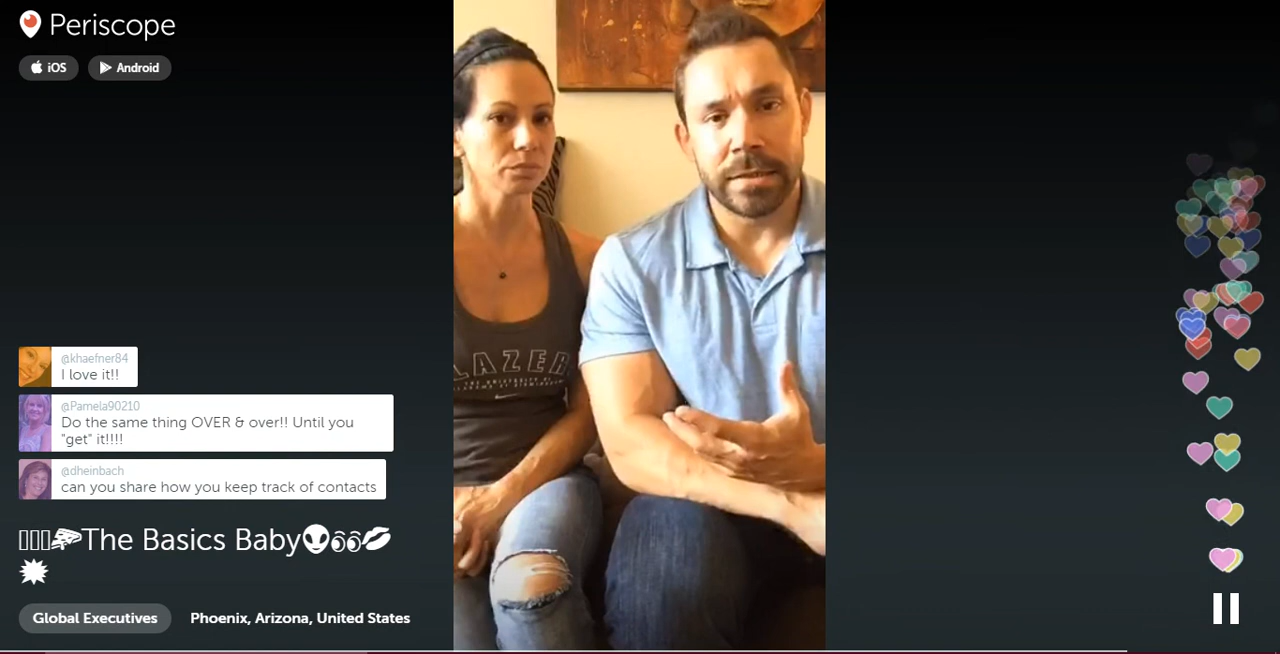 Periscope
iOS
Android
@khaefner84
I love it!!
@Pamela90210
Do the same thing OVER & over!! Until you
"get" it!!!!
@dheinbach
can you share how you keep track of contacts
The Basics Baby
Global Executives
Phoenix, Arizona, United States
LAZER